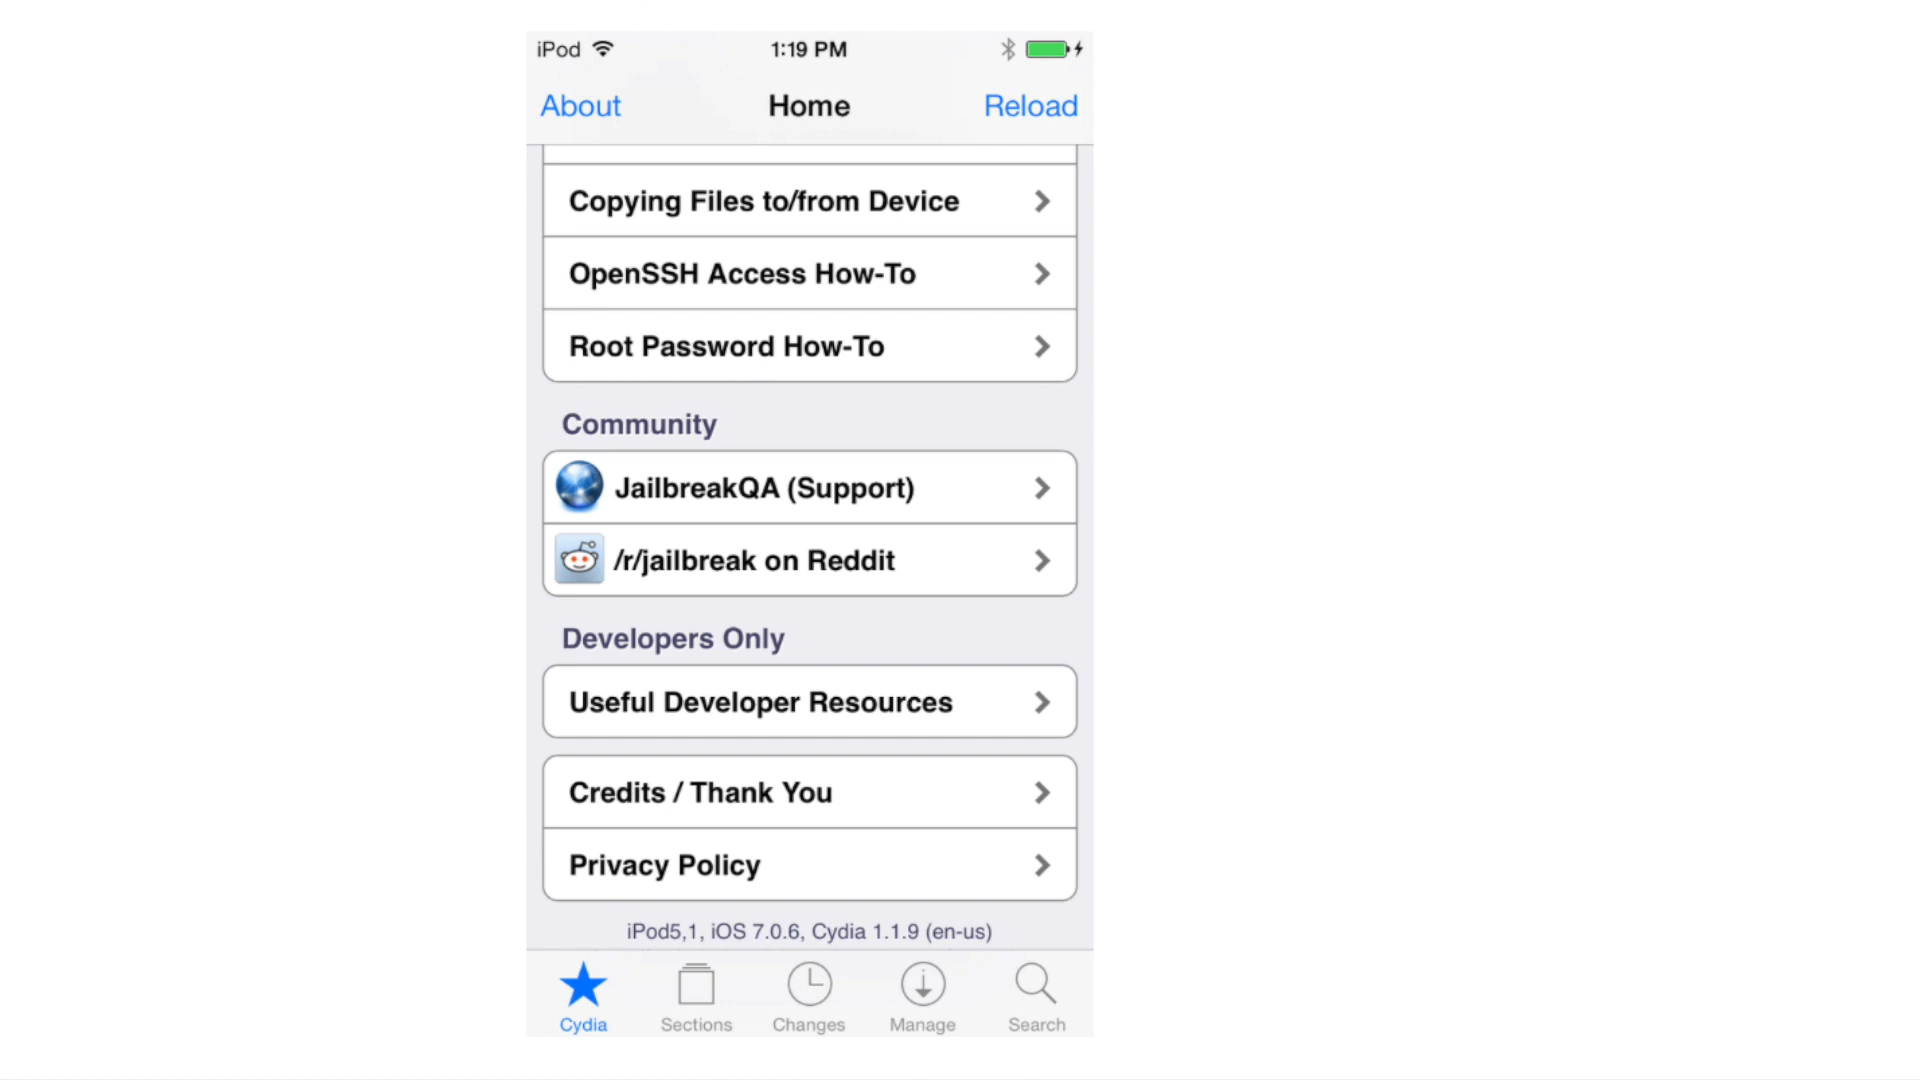 iPod 1:19 PM
About Home Reload
Copying Files to/from Device
OpenSSH Access How-To
Root Password How-To
Community
JailbreakQA (Support)
/r/jailbreak on Reddit
Developers Only
Useful Developer Resources
Credits / Thank You
Privacy Policy
iPod5,1, iOS 7.0.6, Cydia 1.1.9 (en-us)
Cydia Sections Changes Manage Search